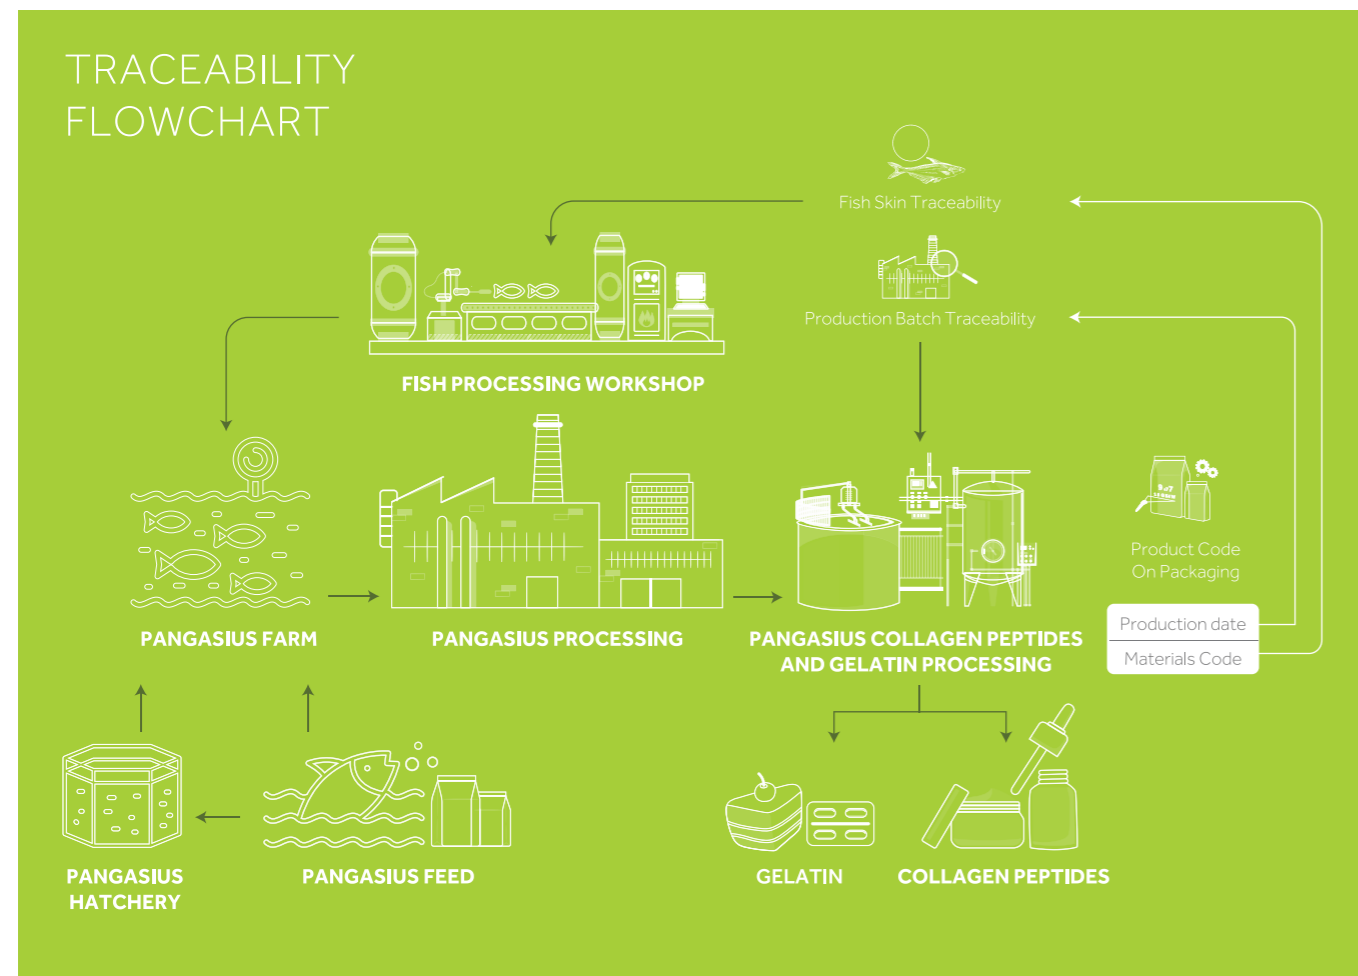 TRACEABILITY
FLOWCHART
Fish Skin Traceability
Production Batch Traceability
FISH PROCESSING WORKSHOP
Product Code
On Packaging
Production date
Materials Code
PANGASIUS FARM
PANGASIUS PROCESSING
PANGASIUS COLLAGEN PEPTIDES
AND GELATIN PROCESSING
PANGASIUS
HATCHERY
PANGASIUS FEED
GELATIN
COLLAGEN PEPTIDES